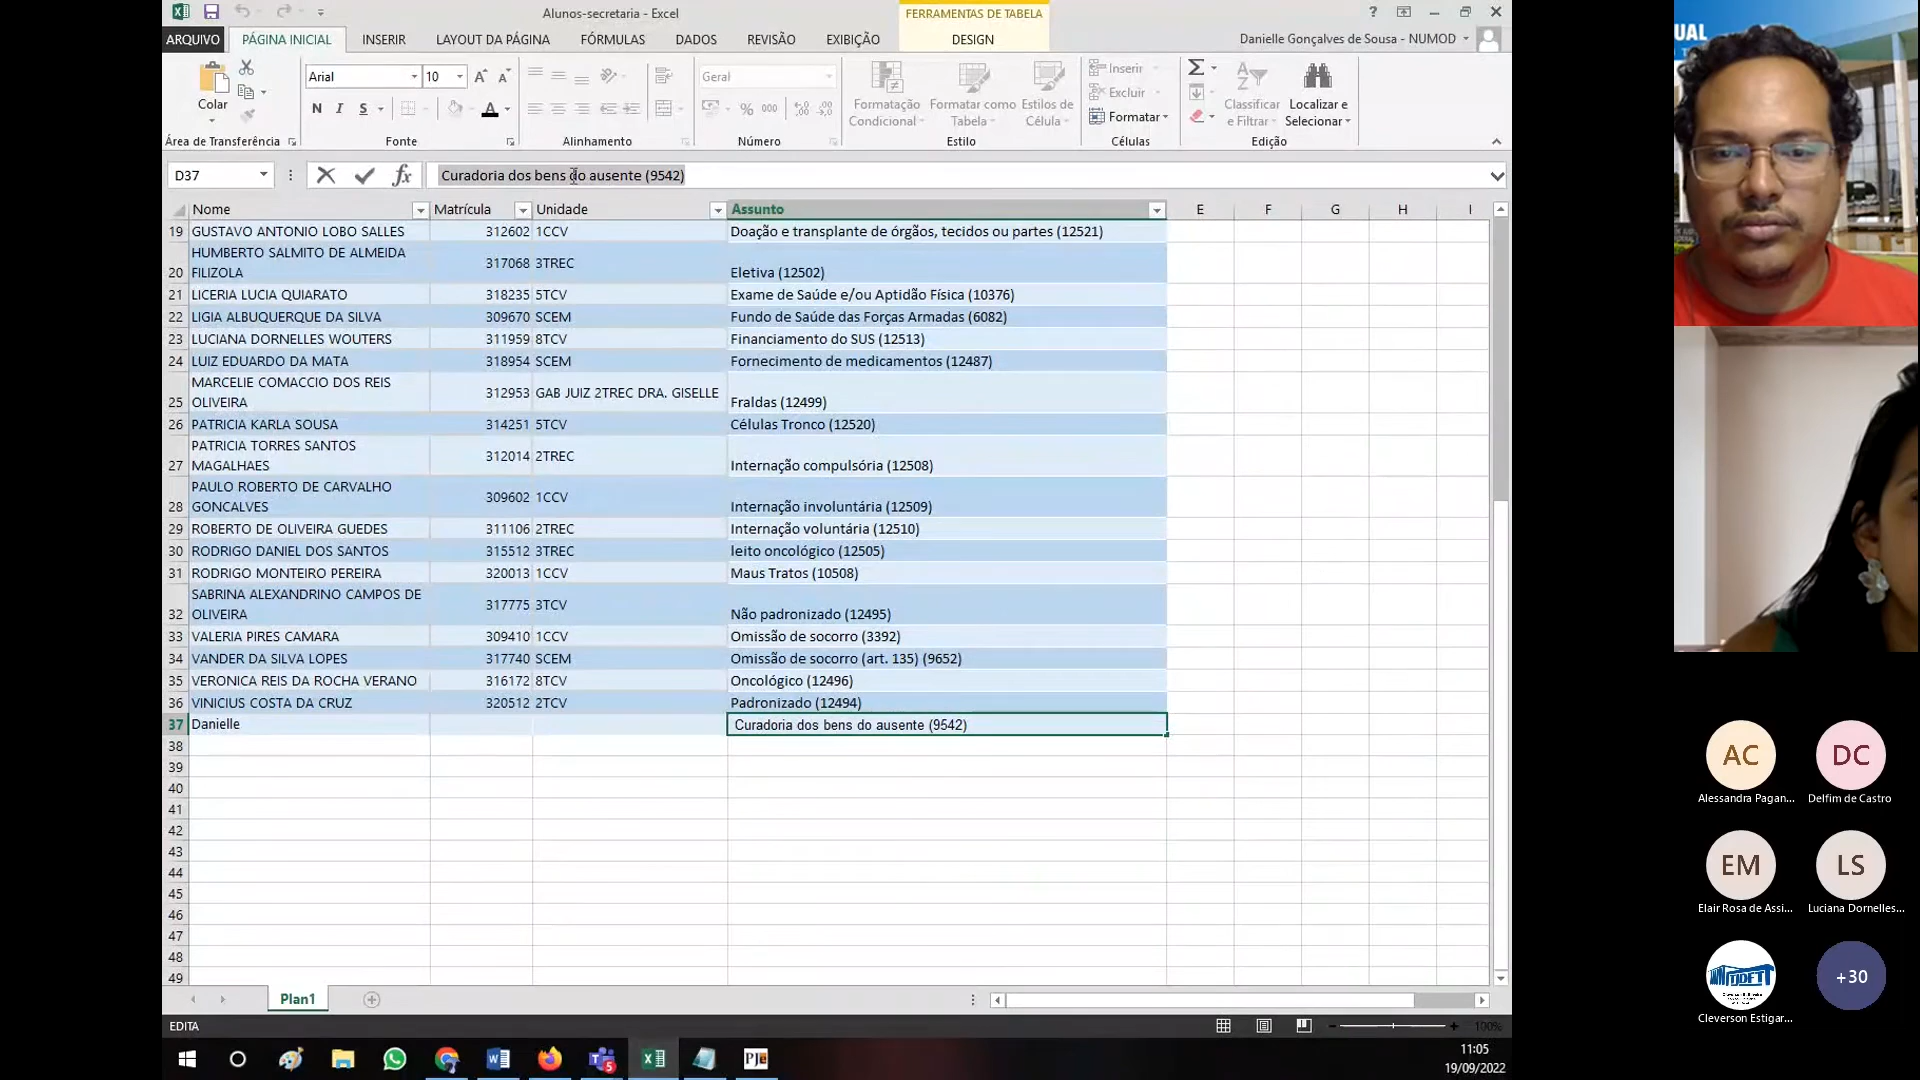 Alunos-secretaria - Excel
FERRAMENTAS DE TABELA
?
ARQUIVO PÁGINA INICIAL INSERIR LAYOUT DA PÁGINA FÓRMULAS DADOS REVISÃO EXIBIÇÃO DESIGN
Danielle Gonçalves de Sousa - NUMOD
Colar
Arial 10
N I S
Geral
% 000
Formatação Condicional
Formatar como Tabela
Estilos de Célula
Inserir
Excluir
Formatar
Classificar e Filtrar
Localizar e Selecionar
Área de Transferência Fonte Alinhamento Número Estilo Células Edição
D37 fx Curadoria dos bens do ausente (9542)
Nome Matrícula Unidade Assunto E F G H I
19 GUSTAVO ANTONIO LOBO SALLES 312602 1CCV Doação e transplante de órgãos, tecidos ou partes (12521)
20 HUMBERTO SALMITO DE ALMEIDA FILIZOLA 317068 3TREC Eletiva (12502)
21 LICERIA LUCIA QUIARATO 318235 5TCV Exame de Saúde e/ou Aptidão Física (10376)
22 LIGIA ALBUQUERQUE DA SILVA 309670 SCEM Fundo de Saúde das Forças Armadas (6082)
23 LUCIANA DORNELLES WOUTERS 311959 8TCV Financiamento do SUS (12513)
24 LUIZ EDUARDO DA MATA 318954 SCEM Fornecimento de medicamentos (12487)
25 MARCELIE COMACCIO DOS REIS OLIVEIRA 312953 GAB JUIZ 2TREC DRA. GISELLE Fraldas (12499)
26 PATRICIA KARLA SOUSA 314251 5TCV Células Tronco (12520)
27 PATRICIA TORRES SANTOS MAGALHAES 312014 2TREC Internação compulsória (12508)
28 PAULO ROBERTO DE CARVALHO GONCALVES 309602 1CCV Internação involuntária (12509)
29 ROBERTO DE OLIVEIRA GUEDES 311106 2TREC Internação voluntária (12510)
30 RODRIGO DANIEL DOS SANTOS 315512 3TREC leito oncológico (12505)
31 RODRIGO MONTEIRO PEREIRA 320013 1CCV Maus Tratos (10508)
32 SABRINA ALEXANDRINO CAMPOS DE OLIVEIRA 317775 3TCV Não padronizado (12495)
33 VALERIA PIRES CAMARA 309410 1CCV Omissão de socorro (3392)
34 VANDER DA SILVA LOPES 317740 SCEM Omissão de socorro (art. 135) (9652)
35 VERONICA REIS DA ROCHA VERANO 316172 8TCV Oncológico (12496)
36 VINICIUS COSTA DA CRUZ 320512 2TCV Padronizado (12494)
37 Danielle Curadoria dos bens do ausente (9542)
38
39
40
41
42
43
44
45
46
47
48
49
Plan1
EDITA
100%
PJe
11:05
19/09/2022
UAL
AC
Alessandra Pagan...
DC
Delfim de Castro
EM
Elair Rosa de Assi...
LS
Luciana Dornelles...
TJDFT
Cleverson Estigar...
+30